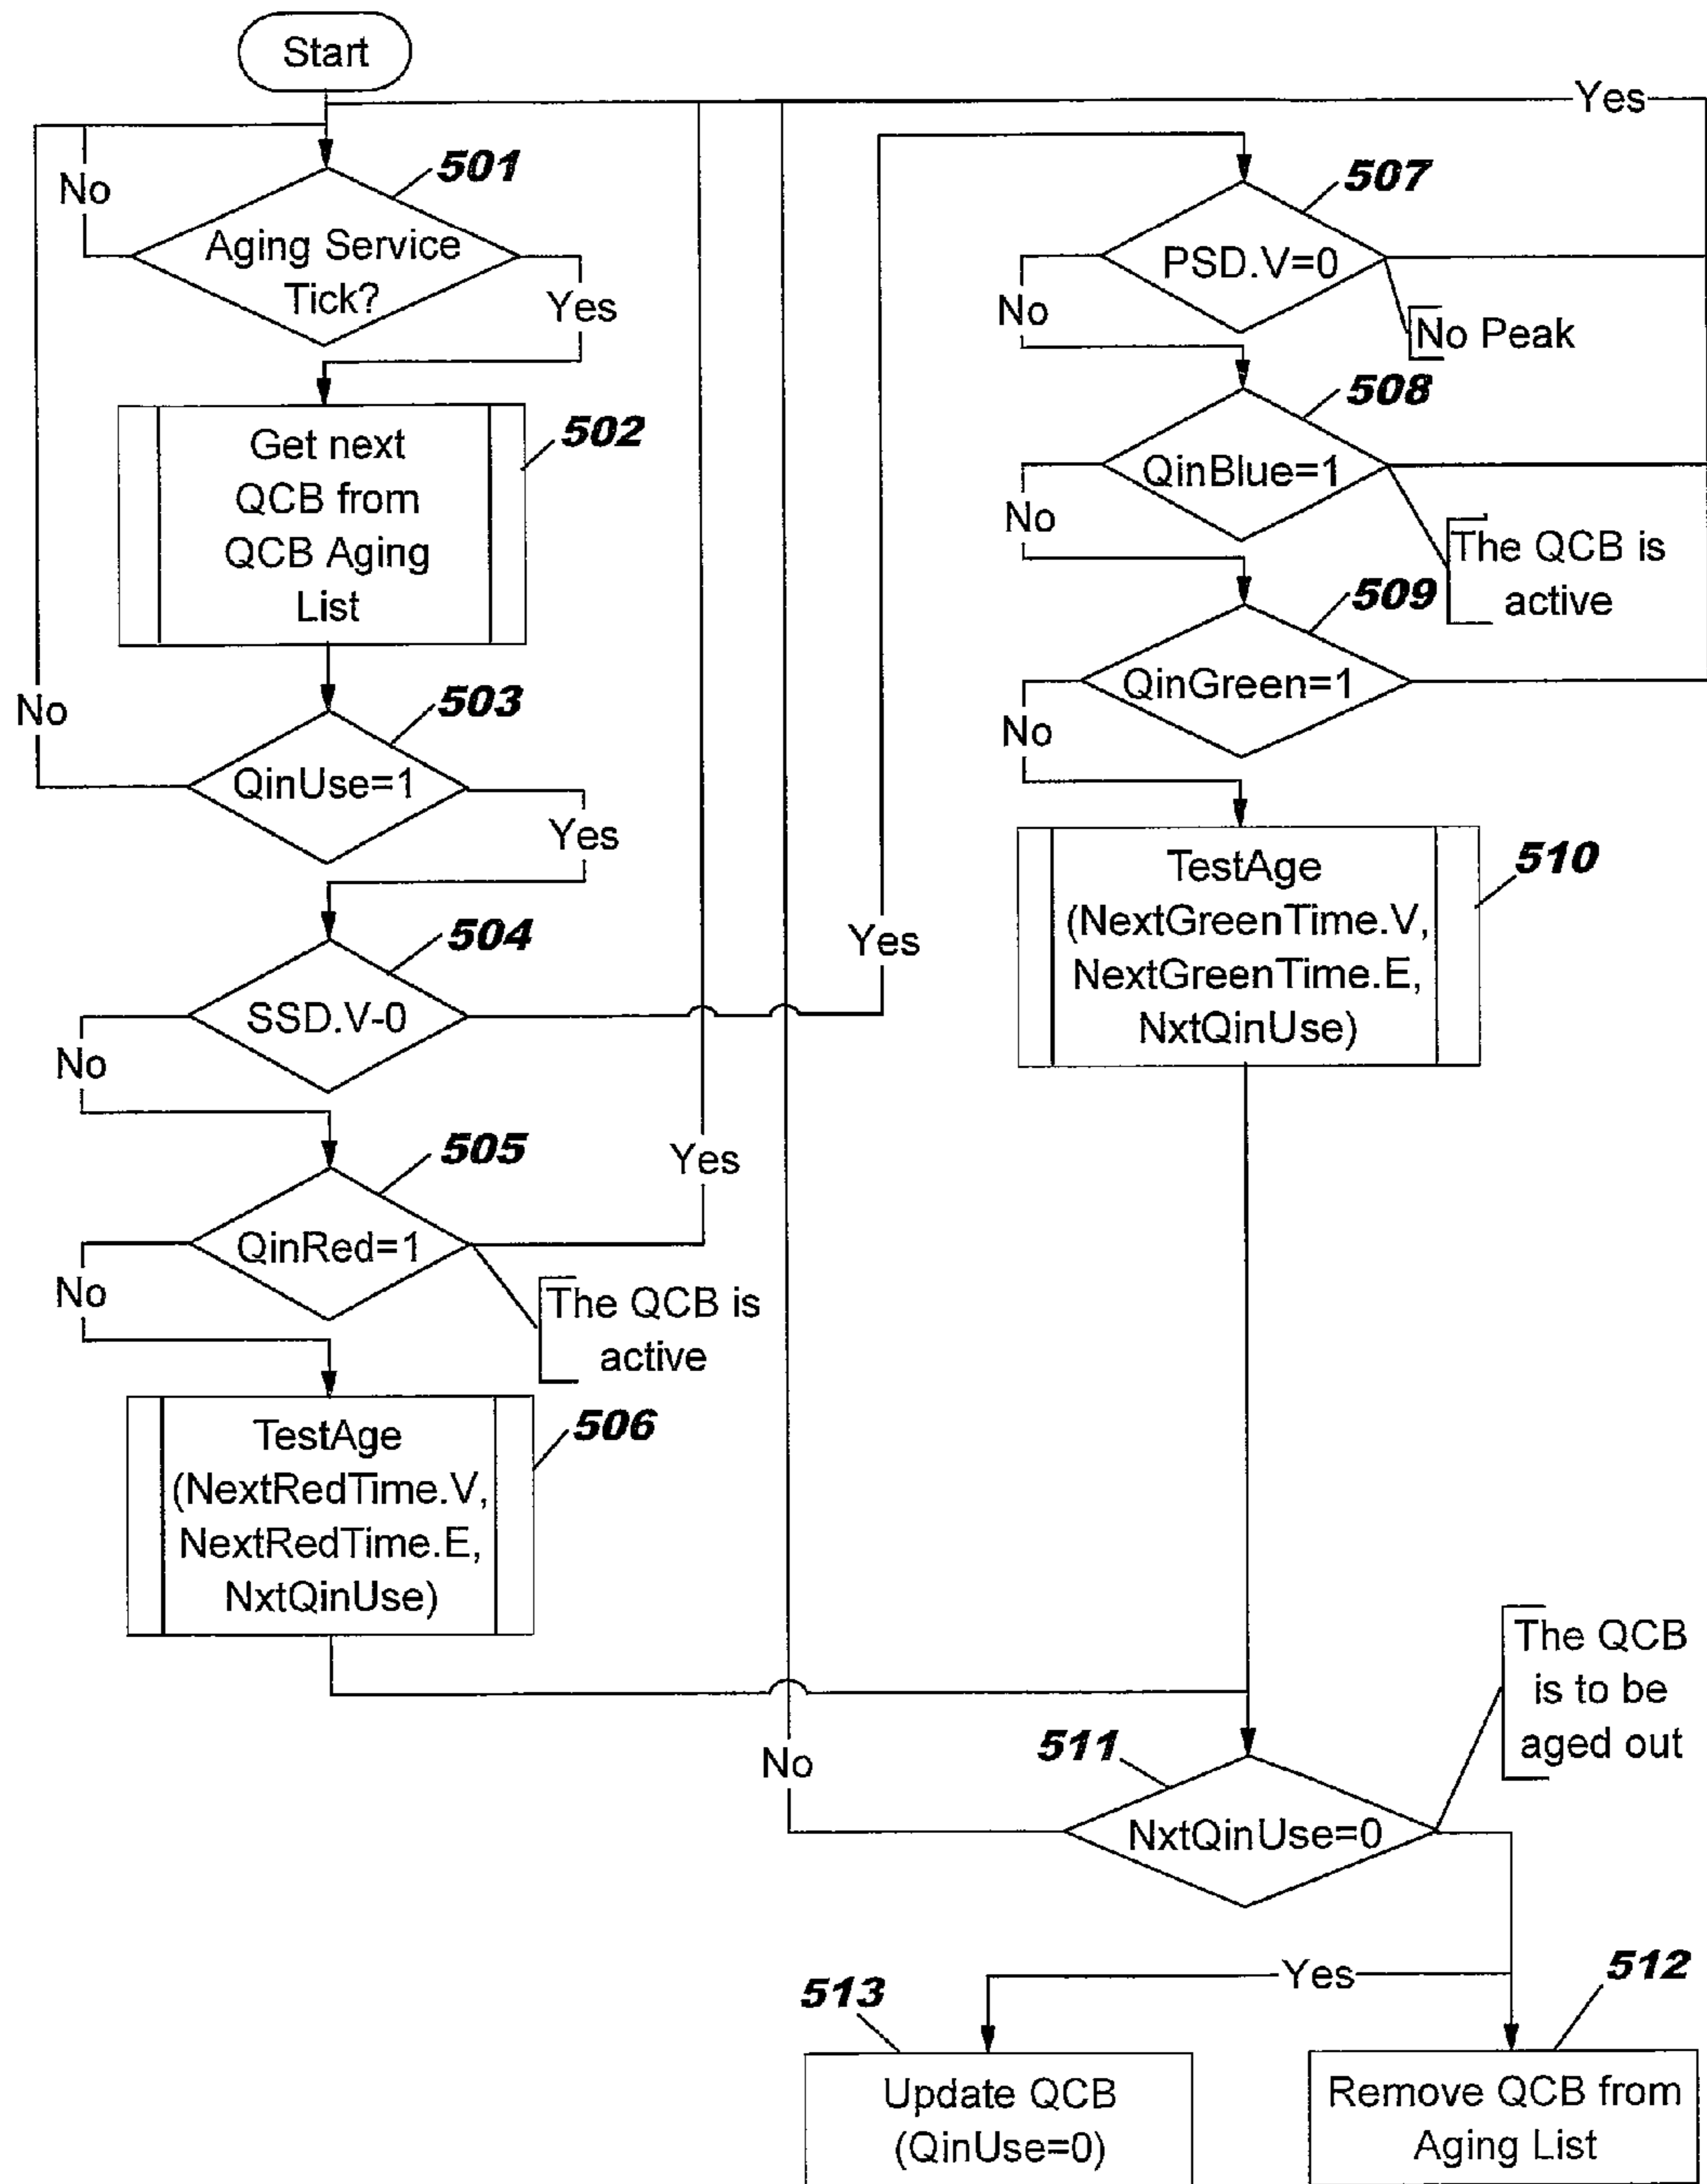 Start
Yes
No
501
Aging Service
Tick?
Yes
Get next
QCB from
QCB Aging
List
502
No
503
QinUse=1
Yes
504
SSD.V-0
Yes
No
505
QinRed=1
Yes
No
The QCB is
active
TestAge
(NextRedTime.V,
NextRedTime.E,
NxtQinUse)
506
507
PSD.V=0
No
No Peak
508
QinBlue=1
No
The QCB is
active
509
QinGreen=1
No
TestAge
(NextGreenTime.V,
NextGreenTime.E,
NxtQinUse)
510
The QCB
is to be
aged out
511
No
NxtQinUse=0
Yes
513
512
Update QCB
(QinUse=0)
Remove QCB from
Aging List